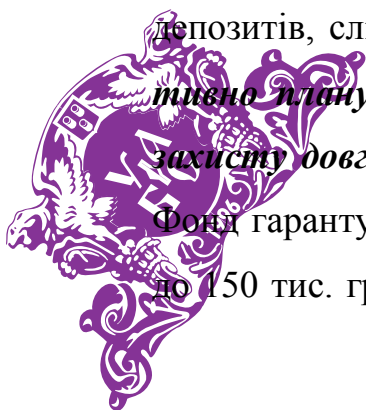 депозитів, сл
тивно плану
захисту довг
Фонд гаранту
до 150 тис. гр